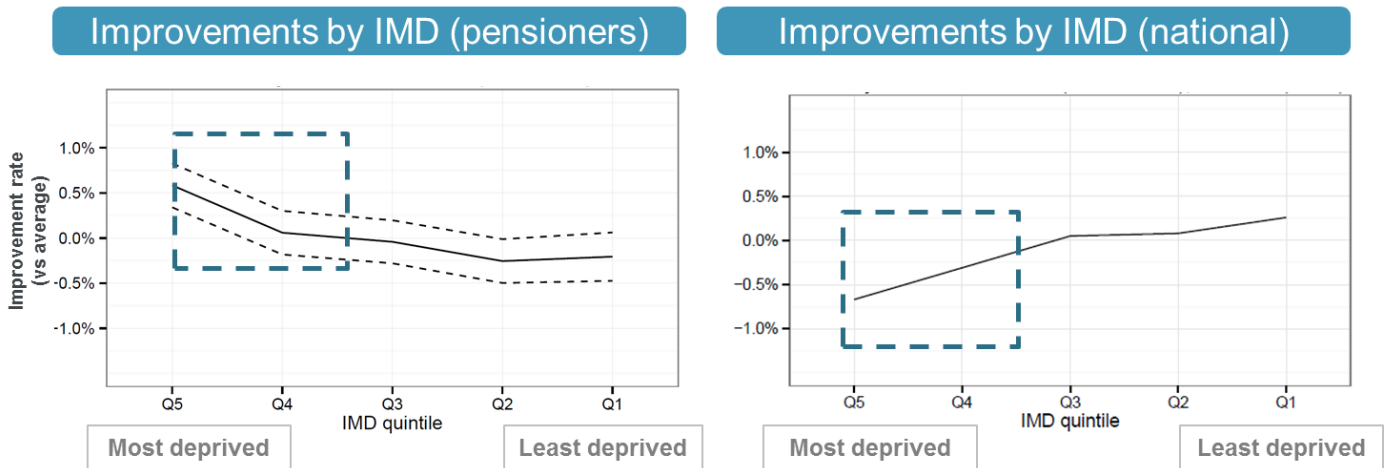 Improvements by IMD (pensioners)
Improvement rate
(vs average)
1.0%
0.5%
0.0%
-0.5%
-1.0%
Q5 Q4 Q3 Q2 Q1
IMD quintile
Most deprived Least deprived
Improvements by IMD (national)
1.0%
0.5%
0.0%
−0.5%
−1.0%
Q5 Q4 Q3 Q2 Q1
IMD quintile
Most deprived Least deprived